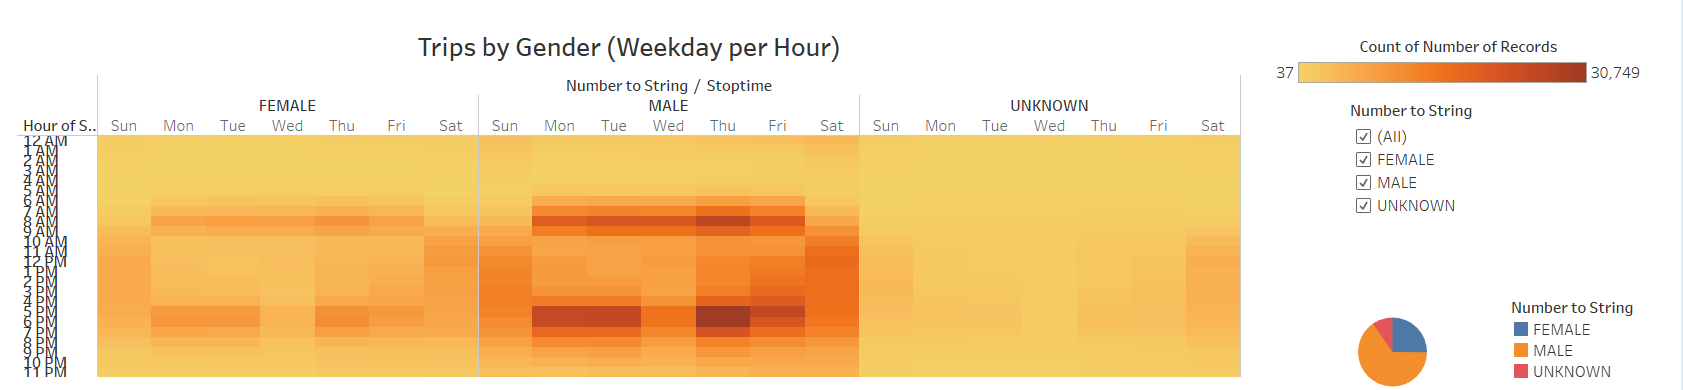 Trips by Gender (Weekday per Hour)
Number to String / Stoptime
FEMALE MALE UNKNOWN
Hour of S.. Sun Mon Tue Wed Thu Fri Sat Sun Mon Tue Wed Thu Fri Sat Sun Mon Tue Wed Thu Fri Sat
12 AM
1 AM
2 AM
3 AM
4 AM
5 AM
6 AM
7 AM
8 AM
9 AM
10 AM
11 AM
12 PM
1 PM
2 PM
3 PM
4 PM
5 PM
6 PM
7 PM
8 PM
9 PM
10 PM
11 PM
Count of Number of Records
37 30,749
Number to String
(All)
FEMALE
MALE
UNKNOWN
Number to String
FEMALE
MALE
UNKNOWN